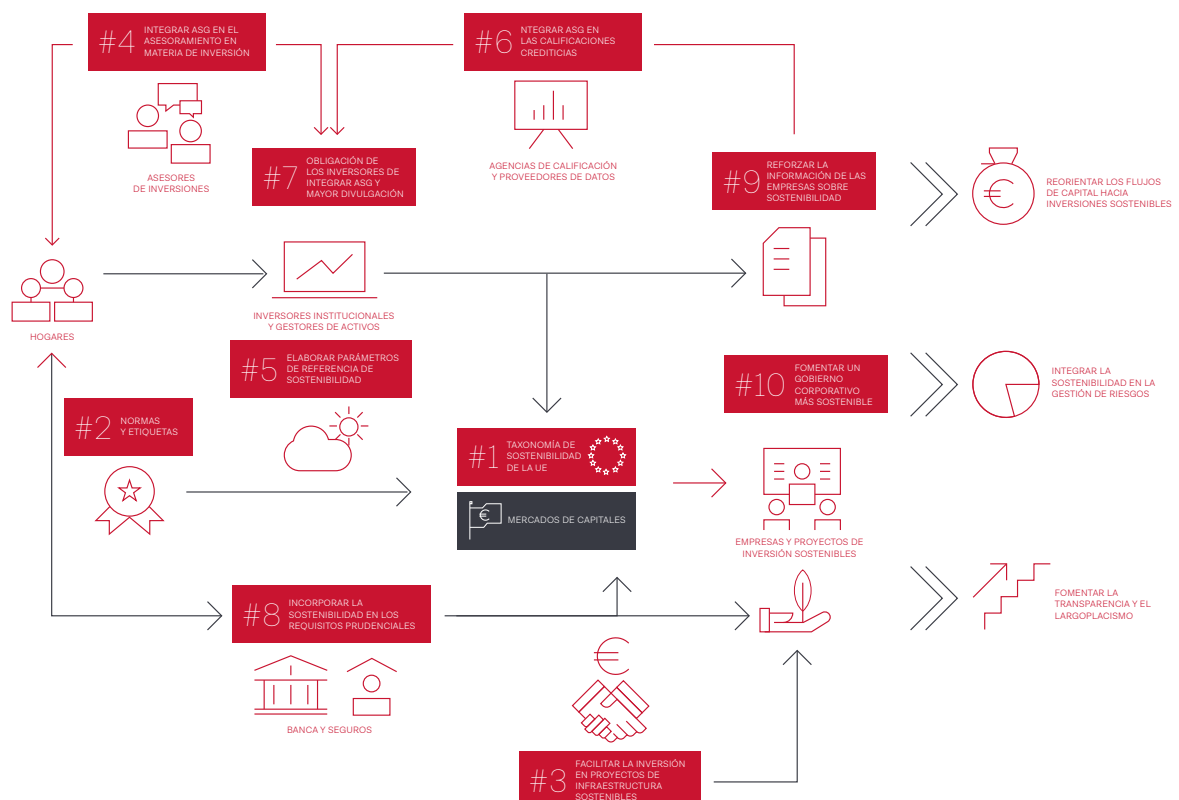 #4
INTEGRAR ASG EN EL
ASESORAMIENTO EN
MATERIA DE INVERSIÓN
#6
NTEGRAR ASG EN
LAS CALIFICACIONES
CREDITICIAS
ASESORES
DE INVERSIONES
#7
OBLIGACIÓN DE
LOS INVERSORES DE
INTEGRAR ASG Y
MAYOR DIVULGACIÓN
AGENCIAS DE CALIFICACIÓN
Y PROVEEDORES DE DATOS
#9
REFORZAR LA
INFORMACIÓN DE LAS
EMPRESAS SOBRE
SOSTENIBILIDAD
€
REORIENTAR LOS FLUJOS
DE CAPITAL HACIA
INVERSIONES SOSTENIBLES
HOGARES
INVERSORES INSTITUCIONALES
Y GESTORES DE ACTIVOS
#5
ELABORAR PARÁMETROS
DE REFERENCIA DE
SOSTENIBILIDAD
#10
FOMENTAR UN
GOBIERNO
CORPORATIVO
MÁS SOSTENIBLE
INTEGRAR LA
SOSTENIBILIDAD EN LA
GESTIÓN DE RIESGOS
#2
NORMAS
Y ETIQUETAS
#1
TAXONOMÍA DE
SOSTENIBILIDAD
DE LA UE
€
MERCADOS DE CAPITALES
EMPRESAS Y PROYECTOS DE
INVERSIÓN SOSTENIBLES
#8
INCORPORAR LA
SOSTENIBILIDAD EN LOS
REQUISITOS PRUDENCIALES
FOMENTAR LA
TRANSPARENCIA Y EL
LARGOPLACISMO
BANCA Y SEGUROS
€
#3
FACILITAR LA INVERSIÓN
EN PROYECTOS DE
INFRAESTRUCTURA
SOSTENIBLES